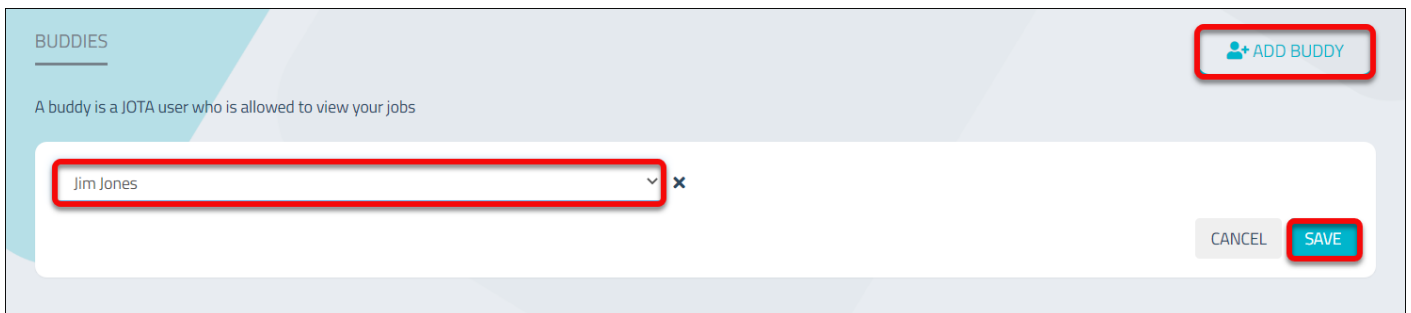 BUDDIES
ADD BUDDY
A buddy is a JOTA user who is allowed to view your jobs
Jim Jones
CANCEL
SAVE